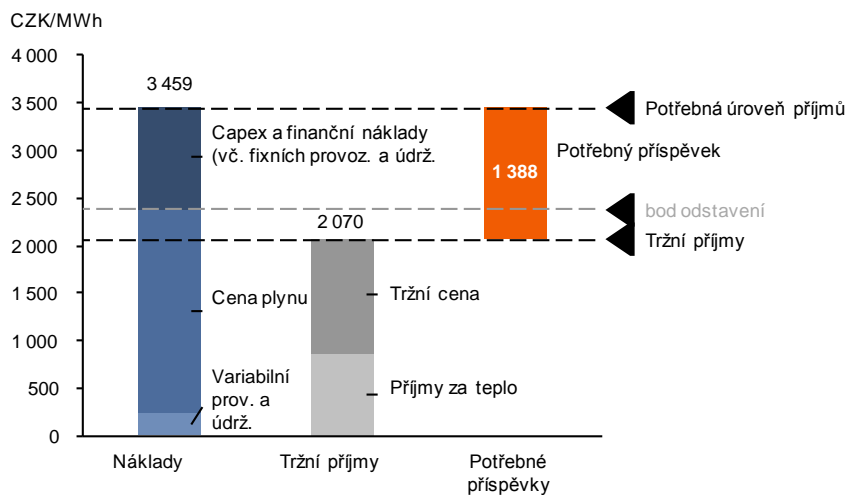 CZK/MWh
4 000
3 500
3 000
2 500
2 000
1 500
1 000
500
0
3 459
Capex a finanční náklady
(vč. fixních provoz. a údrž.
Cena plynu
Variabilní
prov. a
údrž.
2 070
Tržní cena
Příjmy za teplo
1 388
Potřebný příspěvek
Potřebná úroveň příjmů
bod odstavení
Tržní příjmy
Náklady
Tržní příjmy
Potřebné
příspěvky